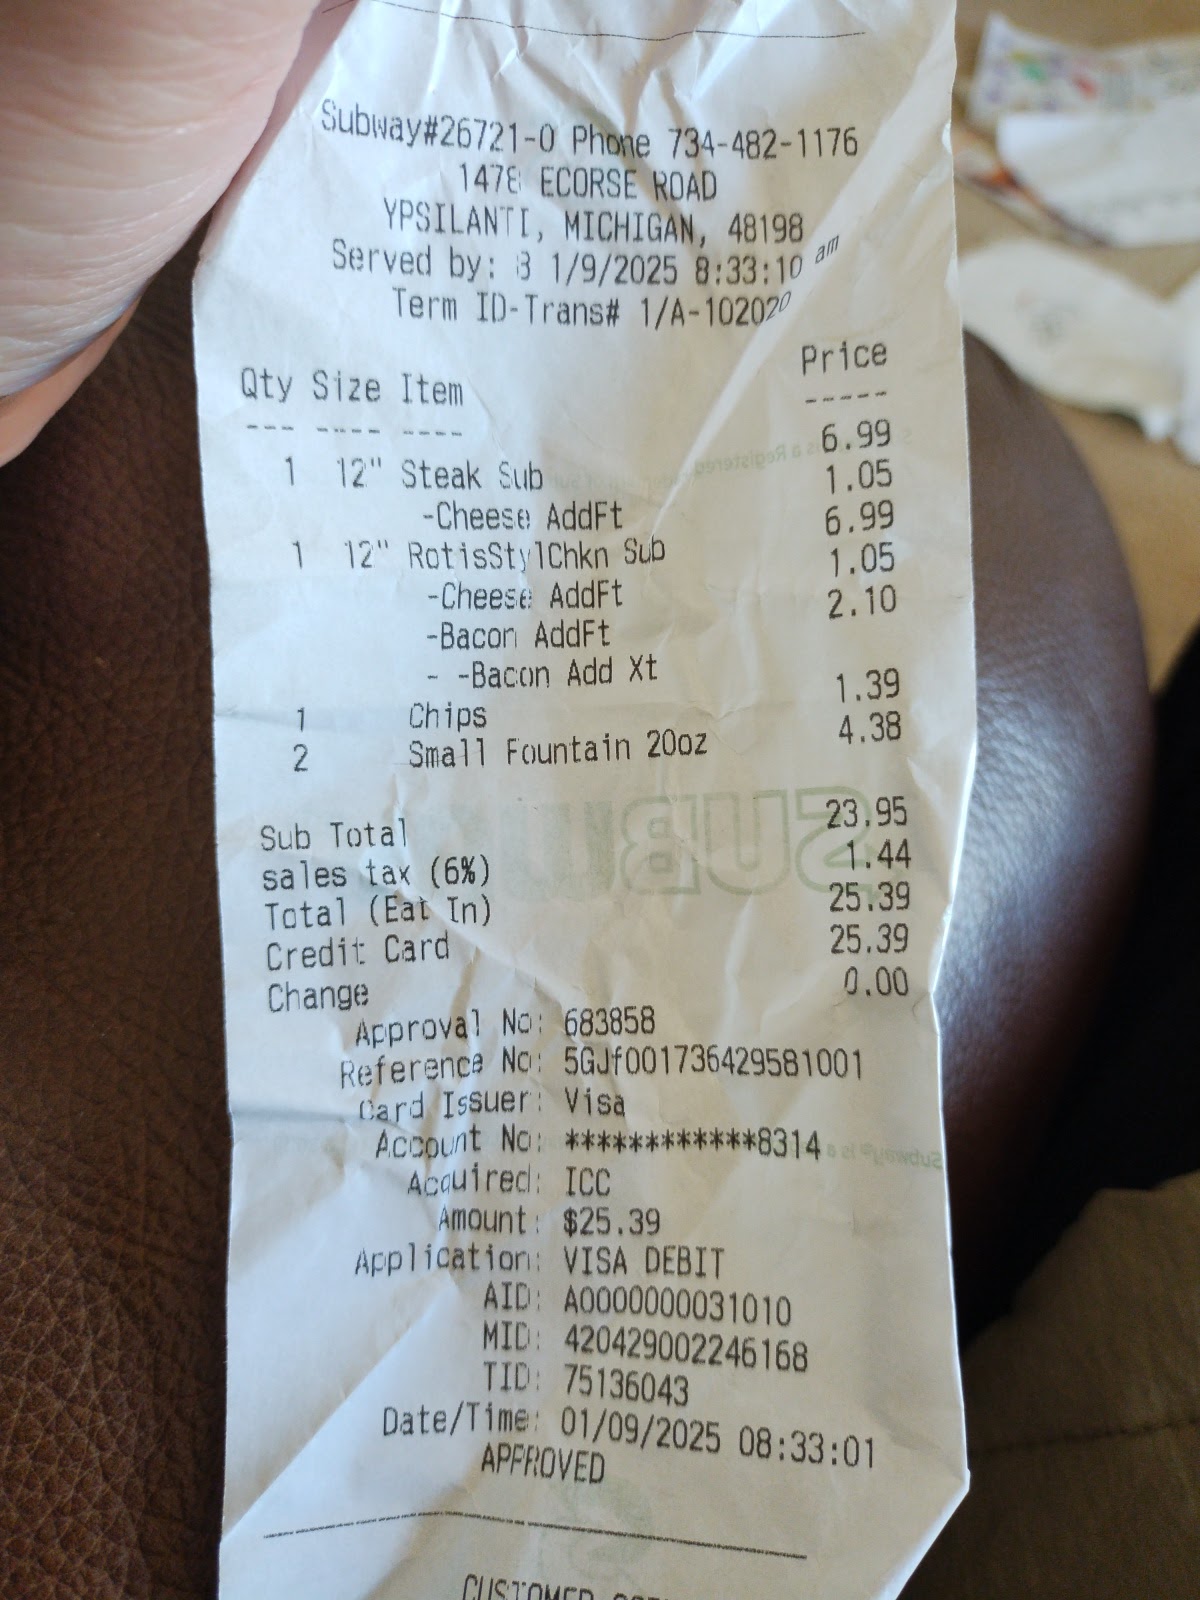 Subway#26721-0 Phone 734-482-1176
1478 ECORSE ROAD
YPSILANTI, MICHIGAN, 48198
Served by: 8 1/9/2025 8:33:10 am
Term ID-Trans# 1/A-102020
Qty Size Item Price
--- ---- ---- -----
1 12" Steak Sub 6.99
-Cheese AddFt 1.05
1 12" RotisStylChkn Sub 6.99
-Cheese AddFt 1.05
-Bacon AddFt 2.10
- -Bacon Add Xt
1 Chips 1.39
2 Small Fountain 20oz 4.38
Sub Total 23.95
sales tax (6%) 1.44
Total (Eat In) 25.39
Credit Card 25.39
Change 0.00
Approval No: 683858
Reference No: 5GJf001736429581001
Card Issuer: Visa
Account No: ************8314
Acquired: ICC
Amount: $25.39
Application: VISA DEBIT
AID: A0000000031010
MID: 420429002246168
TID: 75136043
Date/Time: 01/09/2025 08:33:01
APPROVED
CUSTOMER